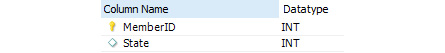 Column Name Datatype
MemberID INT
State INT